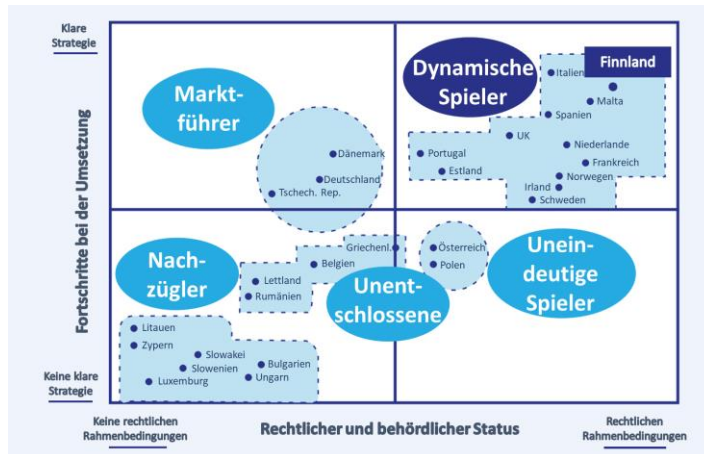 Klare
Strategie
Fortschritte bei der Umsetzung
Keine klare
Strategie
Markt-
führer
Dänemark
Deutschland
Tschech. Rep.
Dynamische
Spieler
Italien
Finnland
Malta
Spanien
UK
Niederlande
Portugal
Estland
Frankreich
Norwegen
Irland
Schweden
Nach-
zügler
Griechenl.
Belgien
Lettland
Rumänien
Unent-
schlossene
Österreich
Polen
Unein-
deutige
Spieler
Litauen
Zypern
Slowakei
Slowenien
Luxemburg
Bulgarien
Ungarn
Keine rechtlichen
Rahmenbedingungen
Rechtlicher und behördlicher Status
Rechtlichen
Rahmenbedingungen